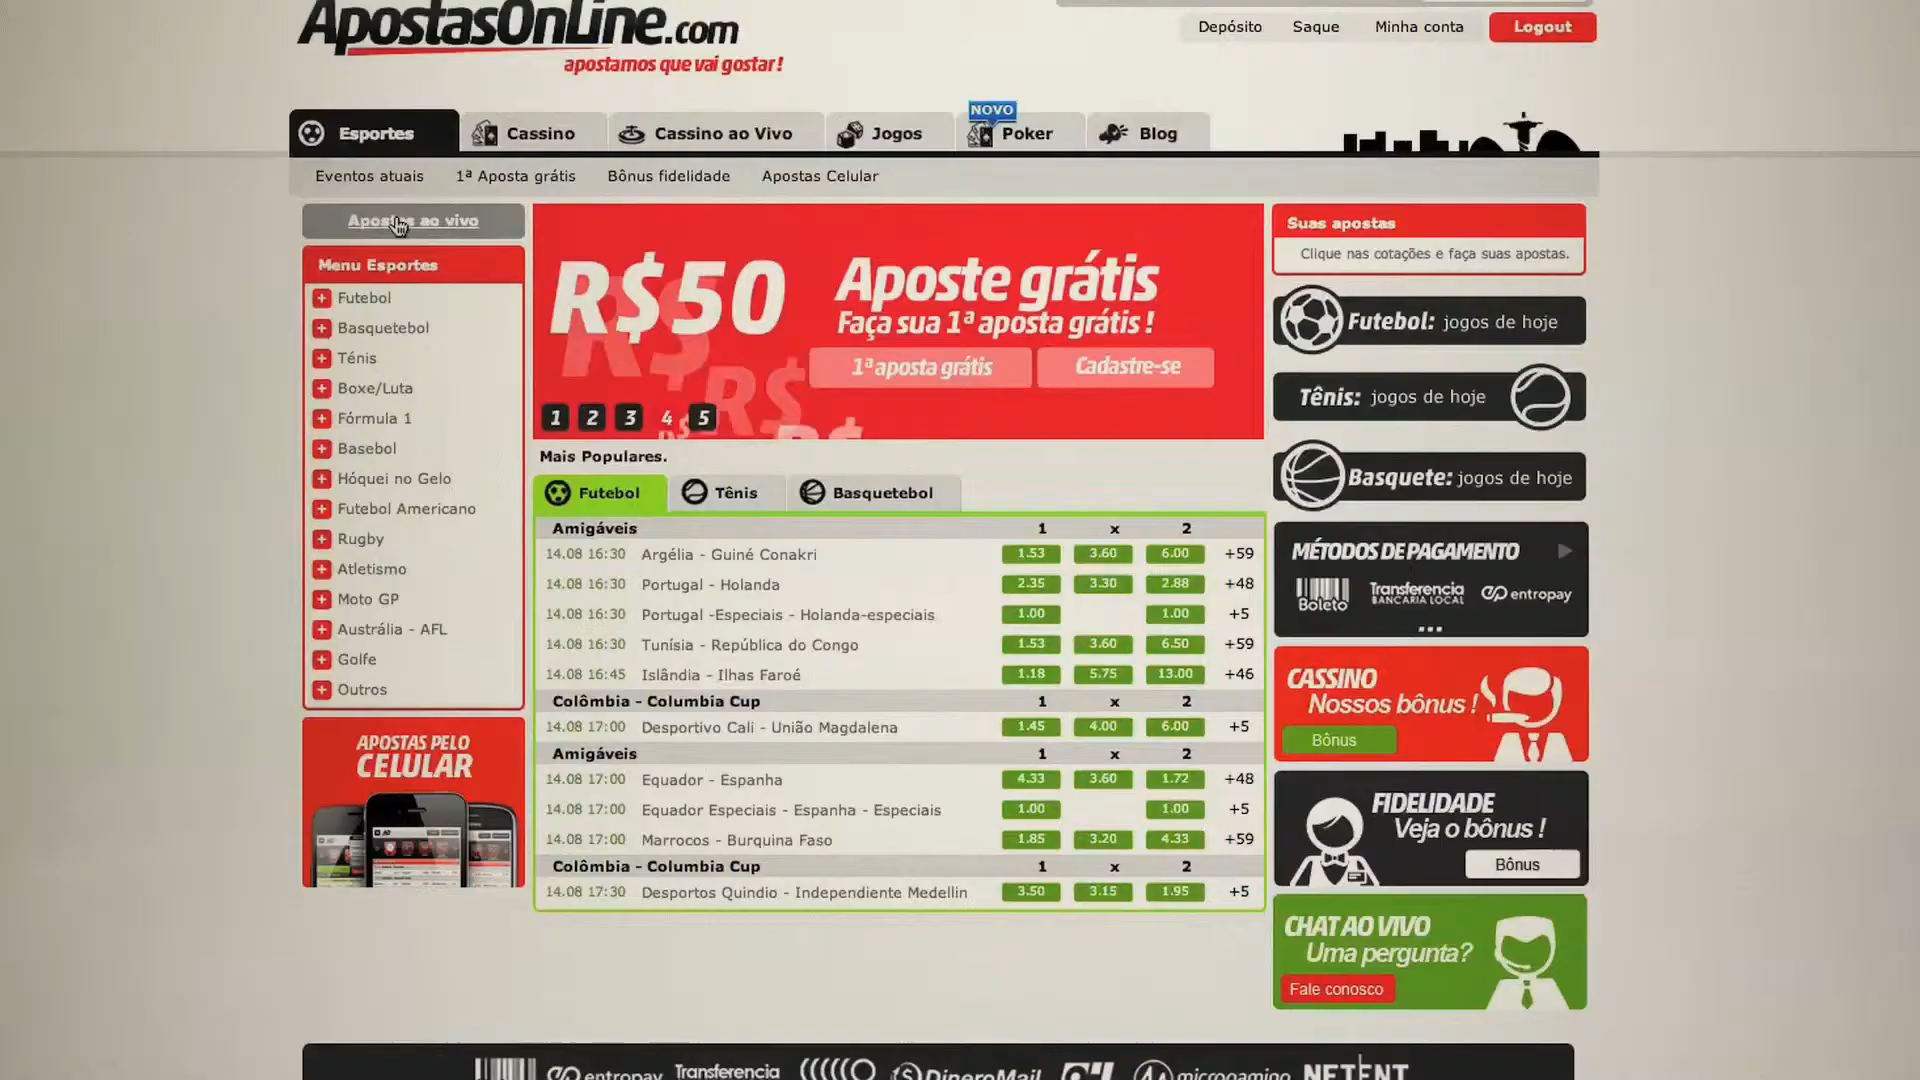 ApostasOnLine.com
apostamos que vai gostar!
Depósito Saque Minha conta Logout
NOVO
Esportes Cassino Cassino ao Vivo Jogos Poker Blog
Eventos atuais 1ª Aposta grátis Bônus fidelidade Apostas Celular
Apostas ao vivo
Menu Esportes
Futebol
Basquetebol
Ténis
Boxe/Luta
Fórmula 1
Basebol
Hóquei no Gelo
Futebol Americano
Rugby
Atletismo
Moto GP
Austrália - AFL
Golfe
Outros
APOSTAS PELO
CELULAR
R$50
R$
R$
R$
Aposte grátis
Faça sua 1ª aposta grátis !
1ª aposta grátis Cadastre-se
1 2 3 4 5
Mais Populares.
Futebol Tênis Basquetebol
Amigáveis 1 x 2
14.08 16:30 Argélia - Guiné Conakri 1.53 3.60 6.00 +59
14.08 16:30 Portugal - Holanda 2.35 3.30 2.88 +48
14.08 16:30 Portugal -Especiais - Holanda-especiais 1.00 1.00 +5
14.08 16:30 Tunísia - República do Congo 1.53 3.60 6.50 +59
14.08 16:45 Islândia - Ilhas Faroé 1.18 5.75 13.00 +46
Colômbia - Columbia Cup 1 x 2
14.08 17:00 Desportivo Cali - União Magdalena 1.45 4.00 6.00 +5
Amigáveis 1 x 2
14.08 17:00 Equador - Espanha 4.33 3.60 1.72 +48
14.08 17:00 Equador Especiais - Espanha - Especiais 1.00 1.00 +5
14.08 17:00 Marrocos - Burquina Faso 1.85 3.20 4.33 +59
Colômbia - Columbia Cup 1 x 2
14.08 17:30 Desportos Quindio - Independiente Medellin 3.50 3.15 1.95 +5
Suas apostas
Clique nas cotações e faça suas apostas.
Futebol: jogos de hoje
Tênis: jogos de hoje
Basquete: jogos de hoje
MÉTODOS DE PAGAMENTO
Boleto Transferencia BANCARIA LOCAL entropay
...
CASSINO
Nossos bônus !
Bônus
FIDELIDADE
Veja o bônus !
Bônus
CHAT AO VIVO
Uma pergunta?
Fale conosco
entropay Transferencia DineroMail microgaming NETENT